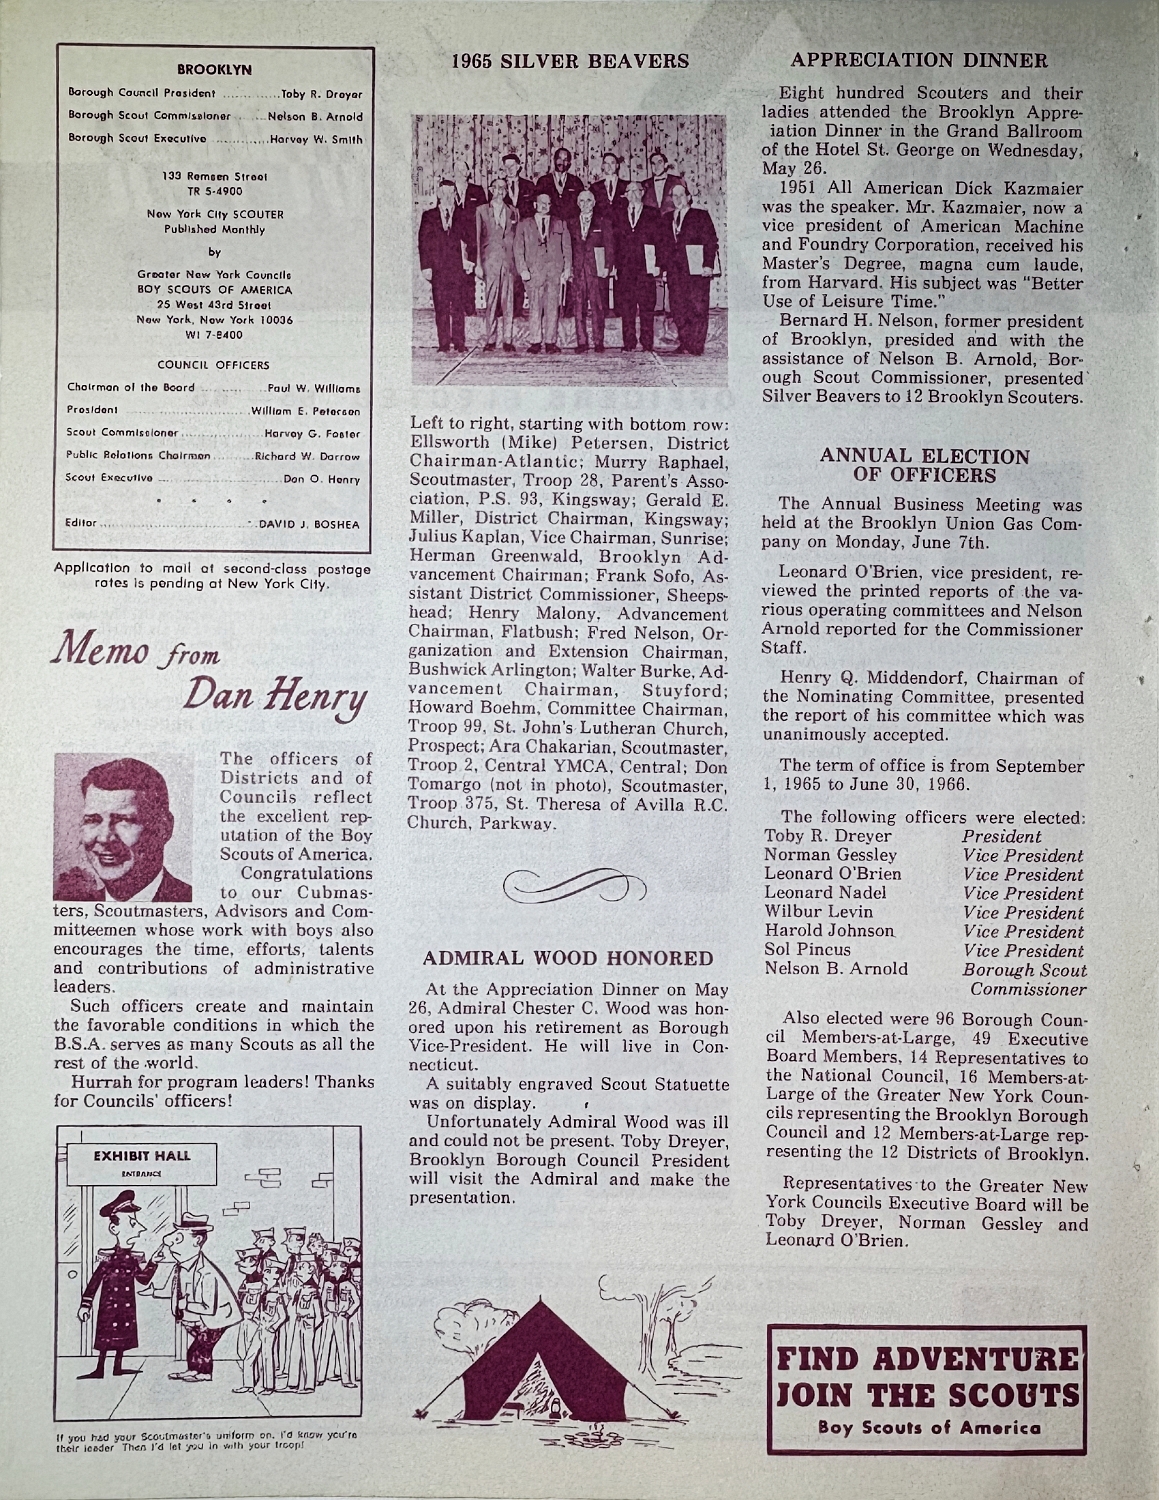 BROOKLYN
Borough Council President ............Toby R. Dreyer
Borough Scout Commissioner ......Nelson B. Arnold
Borough Scout Executive ............Harvey W. Smith
133 Remsen Street
TR 5-4900
New York City SCOUTER
Published Monthly
by
Greater New York Councils
BOY SCOUTS OF AMERICA
25 West 43rd Street
New York, New York 10036
WI 7-8400
COUNCIL OFFICERS
Chairman of the Board ............Paul W. Williams
President ........................William E. Peterson
Scout Commissioner................Harvey G. Foster
Public Relations Chairman ........Richard W. Darrow
Scout Executive ........................Dan O. Henry
* * * *
Editor................................DAVID J. BOSHEA
Application to mail at second-class postage
rates is pending at New York City.
Memo from
Dan Henry
The officers of
Districts and of
Councils reflect
the excellent rep-
utation of the Boy
Scouts of America.
Congratulations
to our Cubmas-
ters, Scoutmasters, Advisors and Com-
mitteemen whose work with boys also
encourages the time, efforts, talents
and contributions of administrative
leaders.
Such officers create and maintain
the favorable conditions in which the
B.S.A. serves as many Scouts as all the
rest of the world.
Hurrah for program leaders! Thanks
for Councils' officers!
EXHIBIT HALL
ENTRANCE
If you had your Scoutmaster's uniform on, I'd know you're
their leader Then I'd let you in with your troop!
1965 SILVER BEAVERS
Left to right, starting with bottom row:
Ellsworth (Mike) Petersen, District
Chairman-Atlantic; Murry Raphael,
Scoutmaster, Troop 28, Parent's Asso-
ciation, P.S. 93, Kingsway; Gerald E.
Miller, District Chairman, Kingsway;
Julius Kaplan, Vice Chairman, Sunrise;
Herman Greenwald, Brooklyn Ad-
vancement Chairman; Frank Sofo, As-
sistant District Commissioner, Sheeps-
head; Henry Malony, Advancement
Chairman, Flatbush; Fred Nelson, Or-
ganization and Extension Chairman,
Bushwick Arlington; Walter Burke, Ad-
vancement Chairman, Stuyford;
Howard Boehm, Committee Chairman,
Troop 99, St. John's Lutheran Church,
Prospect; Ara Chakarian, Scoutmaster,
Troop 2, Central YMCA, Central; Don
Tomargo (not in photo), Scoutmaster,
Troop 375, St. Theresa of Avilla R.C.
Church, Parkway.
ADMIRAL WOOD HONORED
At the Appreciation Dinner on May
26, Admiral Chester C. Wood was hon-
ored upon his retirement as Borough
Vice-President. He will live in Con-
necticut.
A suitably engraved Scout Statuette
was on display.
Unfortunately Admiral Wood was ill
and could not be present. Toby Dreyer,
Brooklyn Borough Council President
will visit the Admiral and make the
presentation.
APPRECIATION DINNER
Eight hundred Scouters and their
ladies attended the Brooklyn Appre-
iation Dinner in the Grand Ballroom
of the Hotel St. George on Wednesday,
May 26.
1951 All American Dick Kazmaier
was the speaker. Mr. Kazmaier, now a
vice president of American Machine
and Foundry Corporation, received his
Master's Degree, magna cum laude,
from Harvard. His subject was "Better
Use of Leisure Time."
Bernard H. Nelson, former president
of Brooklyn, presided and with the
assistance of Nelson B. Arnold, Bor-
ough Scout Commissioner, presented
Silver Beavers to 12 Brooklyn Scouters.
ANNUAL ELECTION
OF OFFICERS
The Annual Business Meeting was
held at the Brooklyn Union Gas Com-
pany on Monday, June 7th.
Leonard O'Brien, vice president, re-
viewed the printed reports of the va-
rious operating committees and Nelson
Arnold reported for the Commissioner
Staff.
Henry Q. Middendorf, Chairman of
the Nominating Committee, presented
the report of his committee which was
unanimously accepted.
The term of office is from September
1, 1965 to June 30, 1966.
The following officers were elected:
Toby R. Dreyer President
Norman Gessley Vice President
Leonard O'Brien Vice President
Leonard Nadel Vice President
Wilbur Levin Vice President
Harold Johnson Vice President
Sol Pincus Vice President
Nelson B. Arnold Borough Scout
Commissioner
Also elected were 96 Borough Coun-
cil Members-at-Large, 49 Executive
Board Members, 14 Representatives to
the National Council, 16 Members-at-
Large of the Greater New York Coun-
cils representing the Brooklyn Borough
Council and 12 Members-at-Large rep-
resenting the 12 Districts of Brooklyn.
Representatives to the Greater New
York Councils Executive Board will be
Toby Dreyer, Norman Gessley and
Leonard O'Brien.
FIND ADVENTURE
JOIN THE SCOUTS
Boy Scouts of America